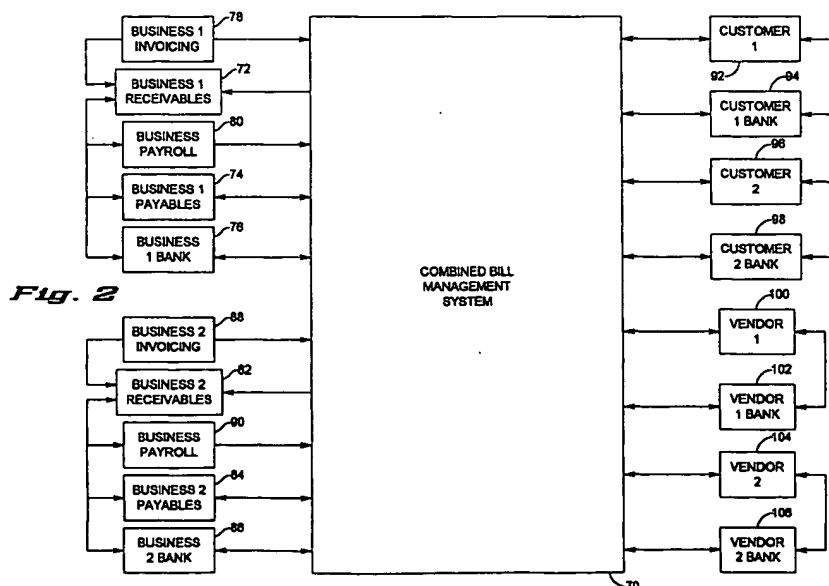 78
BUSINESS 1
INVOICING
72
BUSINESS 1
RECEIVABLES
80
BUSINESS
PAYROLL
74
BUSINESS 1
PAYABLES
76
BUSINESS
1 BANK
Fig. 2
88
BUSINESS 2
INVOICING
82
BUSINESS 2
RECEIVABLES
90
BUSINESS
PAYROLL
84
BUSINESS 2
PAYABLES
86
BUSINESS
2 BANK
COMBINED BILL
MANAGEMENT
SYSTEM
70
CUSTOMER
1
92
94
CUSTOMER
1 BANK
96
CUSTOMER
2
98
CUSTOMER
2 BANK
100
VENDOR
1
102
VENDOR
1 BANK
104
VENDOR
2
106
VENDOR
2 BANK